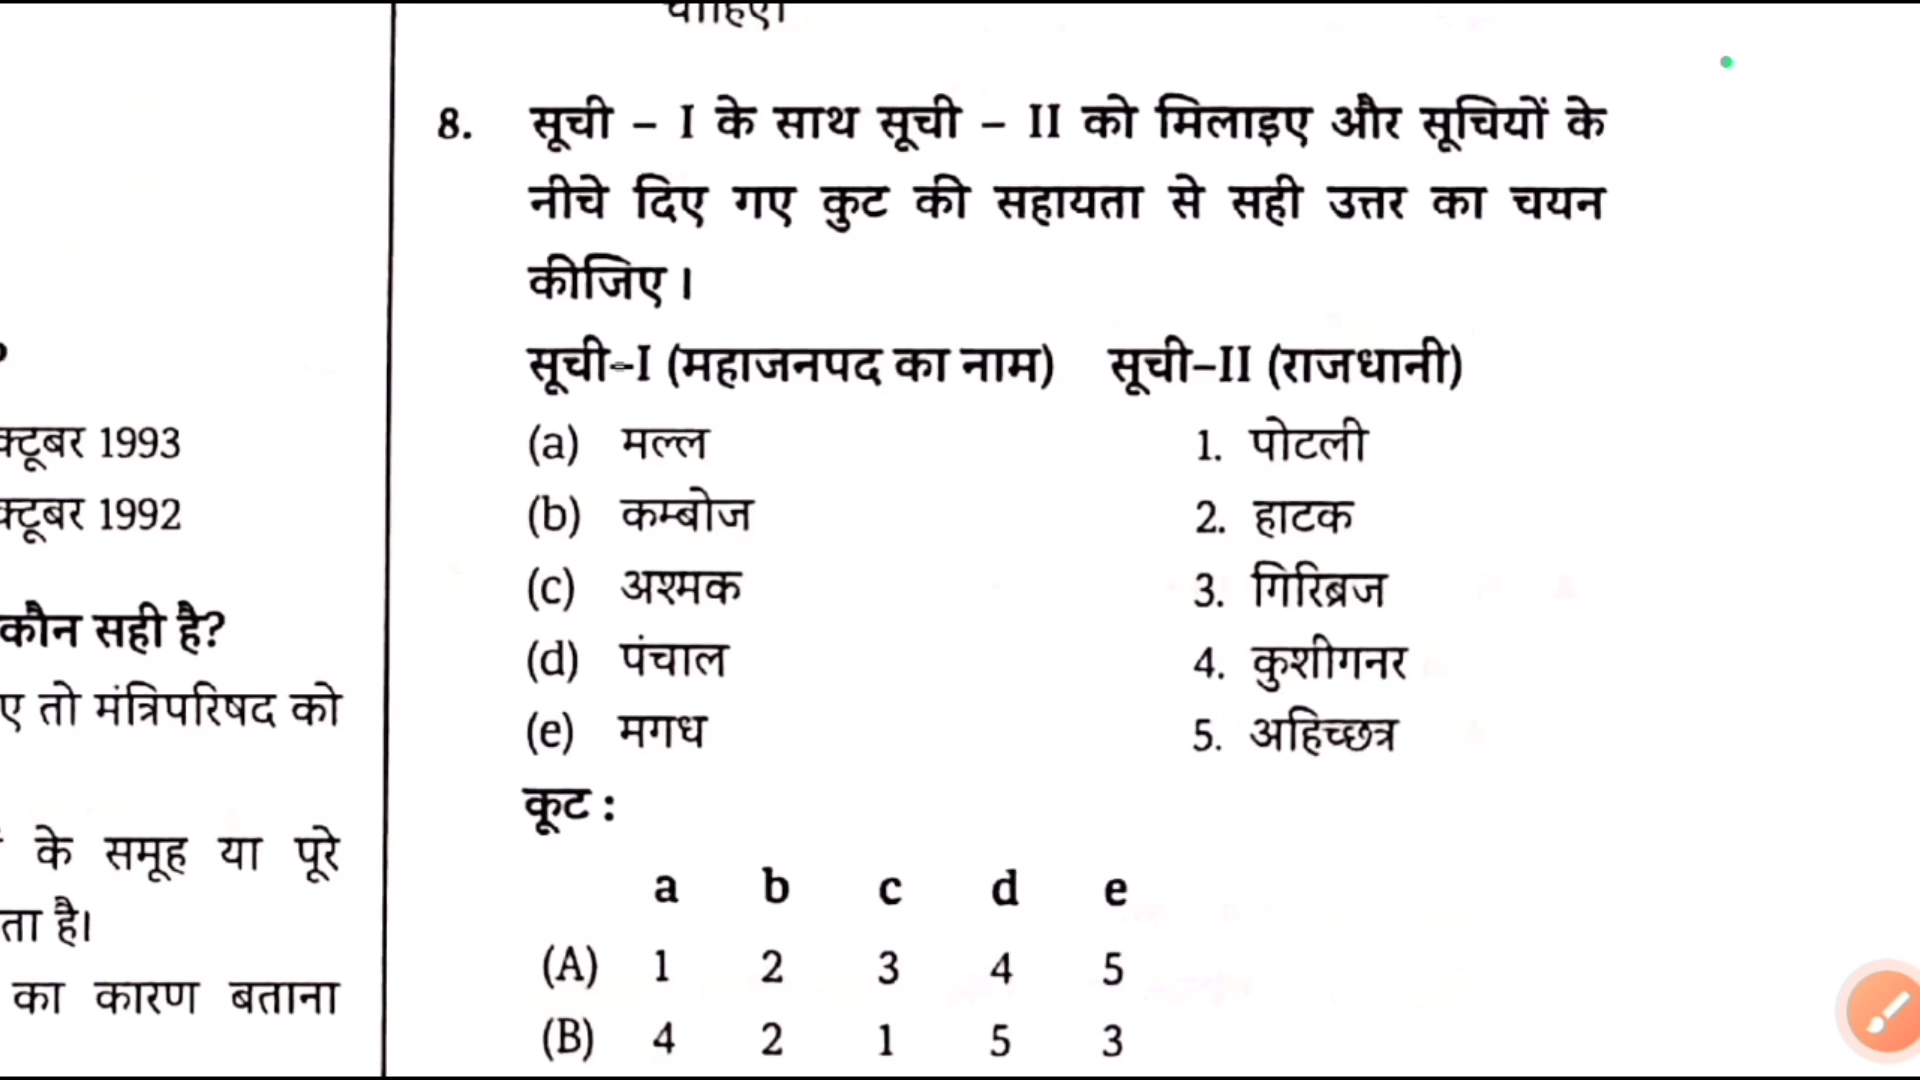 चाहिए।
8. सूची – I के साथ सूची – II को मिलाइए और सूचियों के
नीचे दिए गए कुट की सहायता से सही उत्तर का चयन
कीजिए।
सूची-I (महाजनपद का नाम) सूची-II (राजधानी)
(a) मल्ल 1. पोटली
(b) कम्बोज 2. हाटक
(c) अश्मक 3. गिरिब्रज
(d) पंचाल 4. कुशीगनर
(e) मगध 5. अहिच्छत्र
कूट :
a b c d e
(A) 1 2 3 4 5
(B) 4 2 1 5 3
1993
1992
कौन सही है?
तो मंत्रिपरिषद को
के समूह या पूरे
है।
का कारण बताना